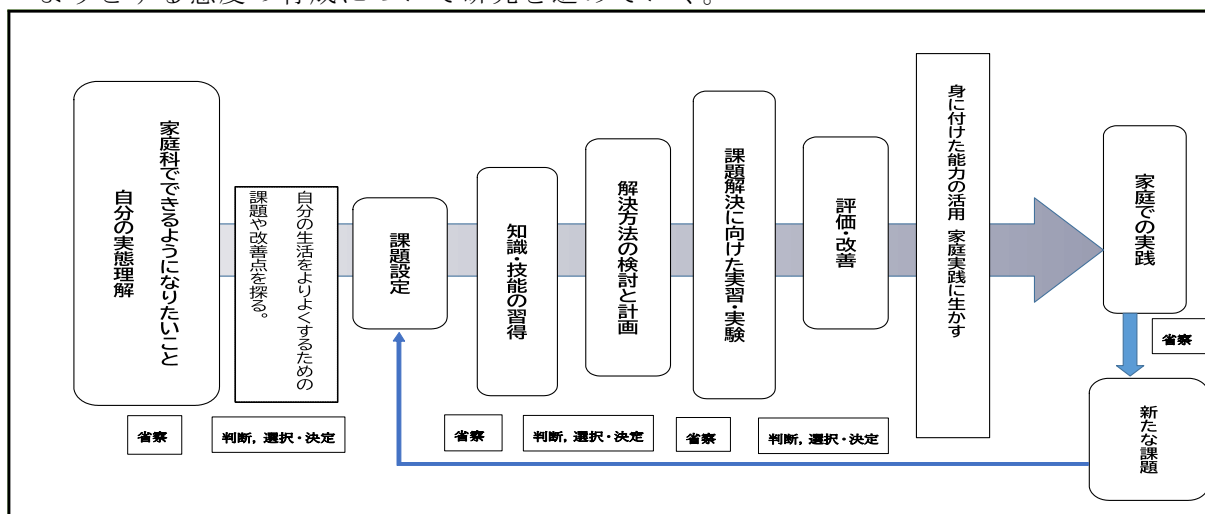 ようとする態度の育成について研究を進めていく。
家庭科でできるようになりたいこと
自分の実態理解
自分の生活をよりよくするための
課題や改善点を探る。
課題設定
知識・技能の習得
解決方法の検討と計画
課題解決に向けた実習・実験
評価・改善
身に付けた能力の活用 家庭実践に生かす
家庭での実践
省察
新たな課題
省察
判断，選択・決定
省察
判断，選択・決定
省察
判断，選択・決定